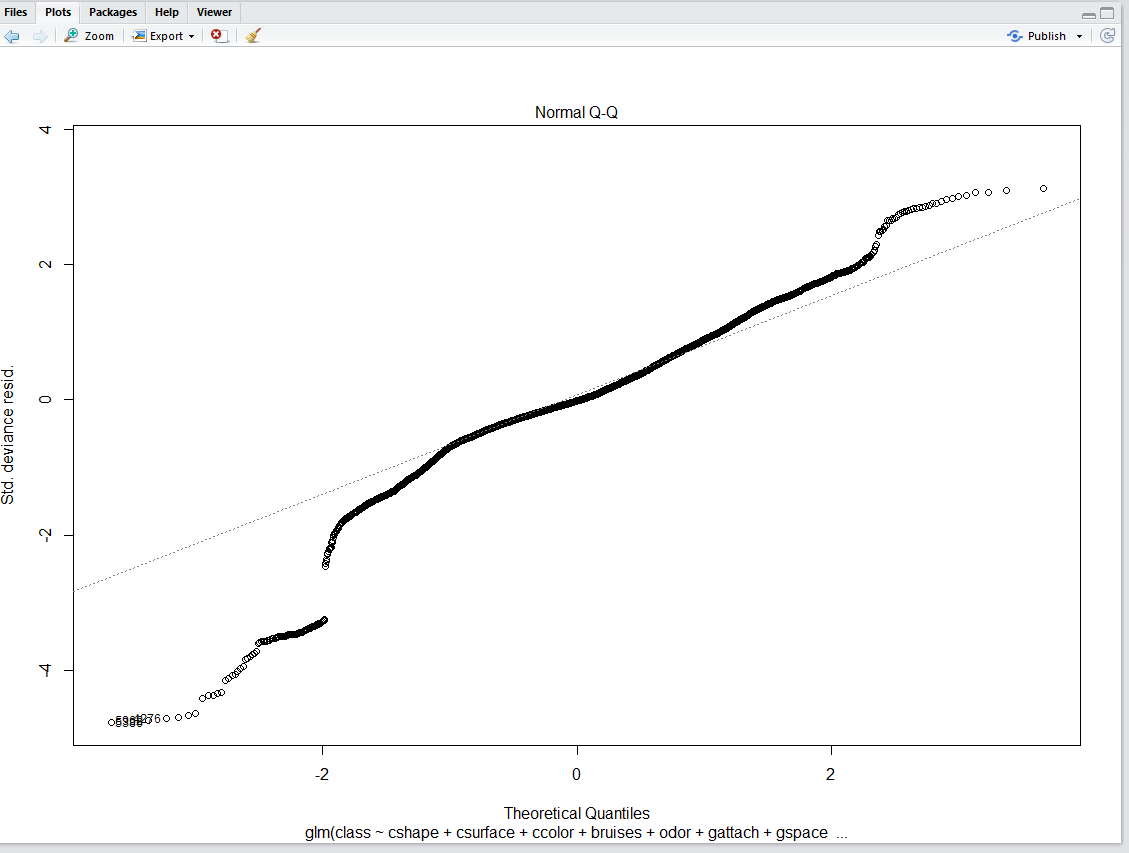 Files Plots Packages Help Viewer
Zoom Export Publish
Normal Q-Q
Std. deviance resid.
4
2
0
-2
-4
-2 0 2
Theoretical Quantiles
glm(class ~ cshape + csurface + ccolor + bruises + odor + gattach + gspace ...